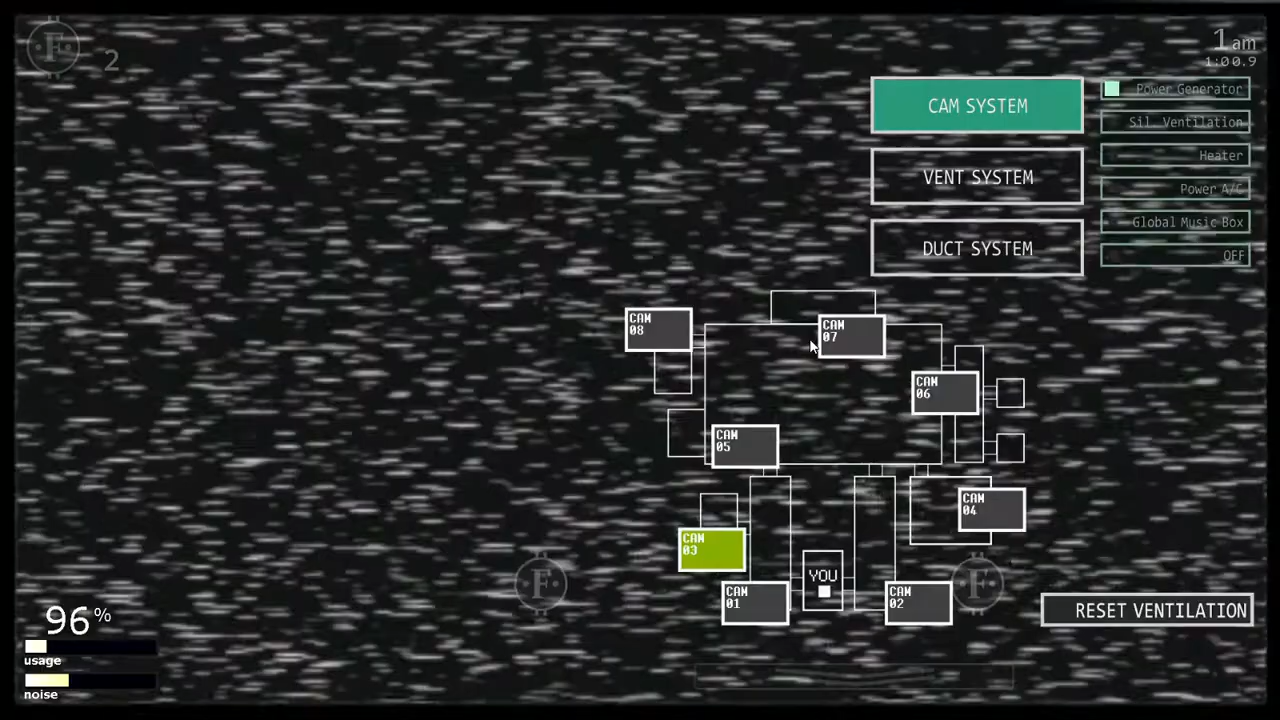 F 2
1 am
1:00.9
CAM SYSTEM
VENT SYSTEM
DUCT SYSTEM
Power Generator
Sil. Ventilation
Heater
Power A/C
Global Music Box
OFF
CAM
08
CAM
07
CAM
06
CAM
05
CAM
04
CAM
03
YOU
CAM
01
CAM
02
F
F
RESET VENTILATION
96 %
usage
noise